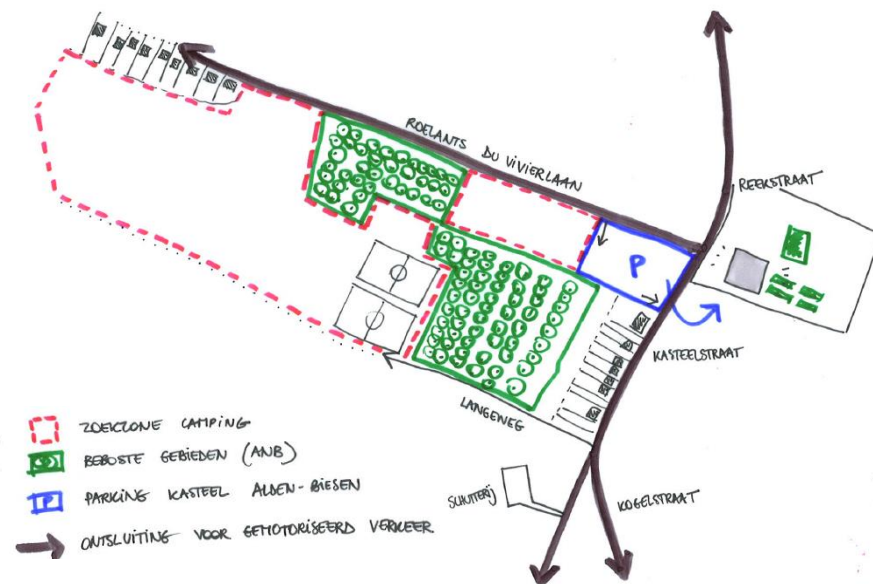 ROELANTS DU VIVIERLAAN
REEKSTRAAT
P
KASTEELSTRAAT
LANGEWEG
SCHUTTERIJ
KOGELSTRAAT
ZOEKZONE CAMPING
BEBOSTE GEBIEDEN (ANB)
P PARKING KASTEEL ALDEN-BIESEN
ONTSLUITING VOOR GEMOTORISEERD VERKEER